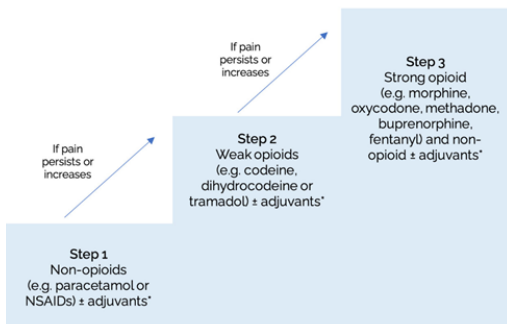 Step 1
Non-opioids
(e.g. paracetamol or
NSAIDs) ± adjuvants*
If pain
persists or
increases
Step 2
Weak opioids
(e.g. codeine,
dihydrocodeine or
tramadol) ± adjuvants*
If pain
persists or
increases
Step 3
Strong opioid
(e.g. morphine,
oxycodone, methadone,
buprenorphine,
fentanyl) and non-
opioid ± adjuvants*